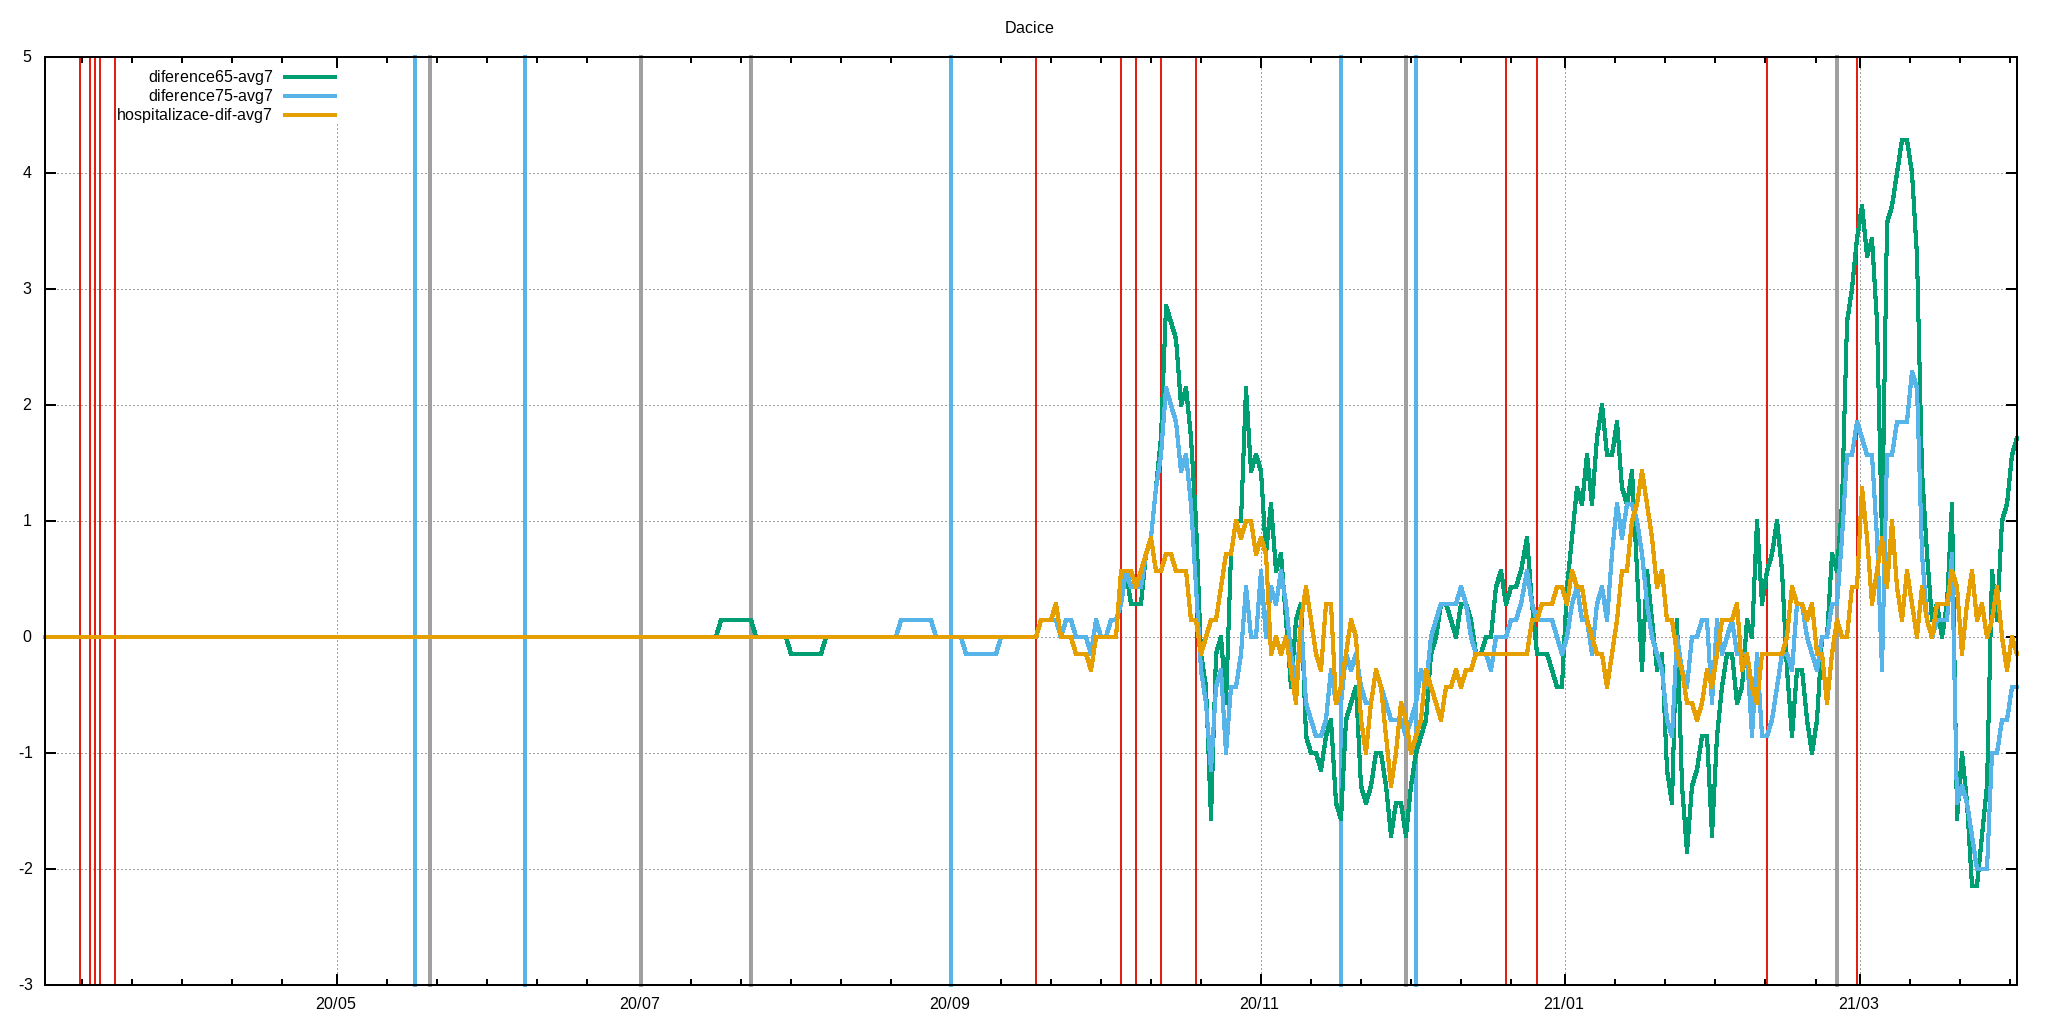 Dacice
5
diference65-avg7
diference75-avg7
hospitalizace-dif-avg7
4
3
2
1
0
-1
-2
-3
20/05 20/07 20/09 20/11 21/01 21/03